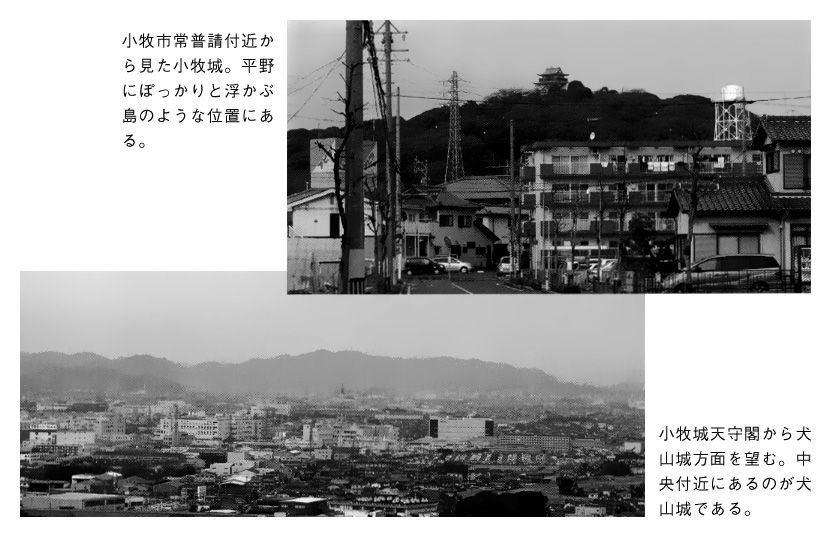 小牧市常普請付近か
ら見た小牧城。平野
にぽっかりと浮かぶ
島のような位置にあ
る。
小牧城天守閣から犬
山城方面を望む。中
央付近にあるのが犬
山城である。